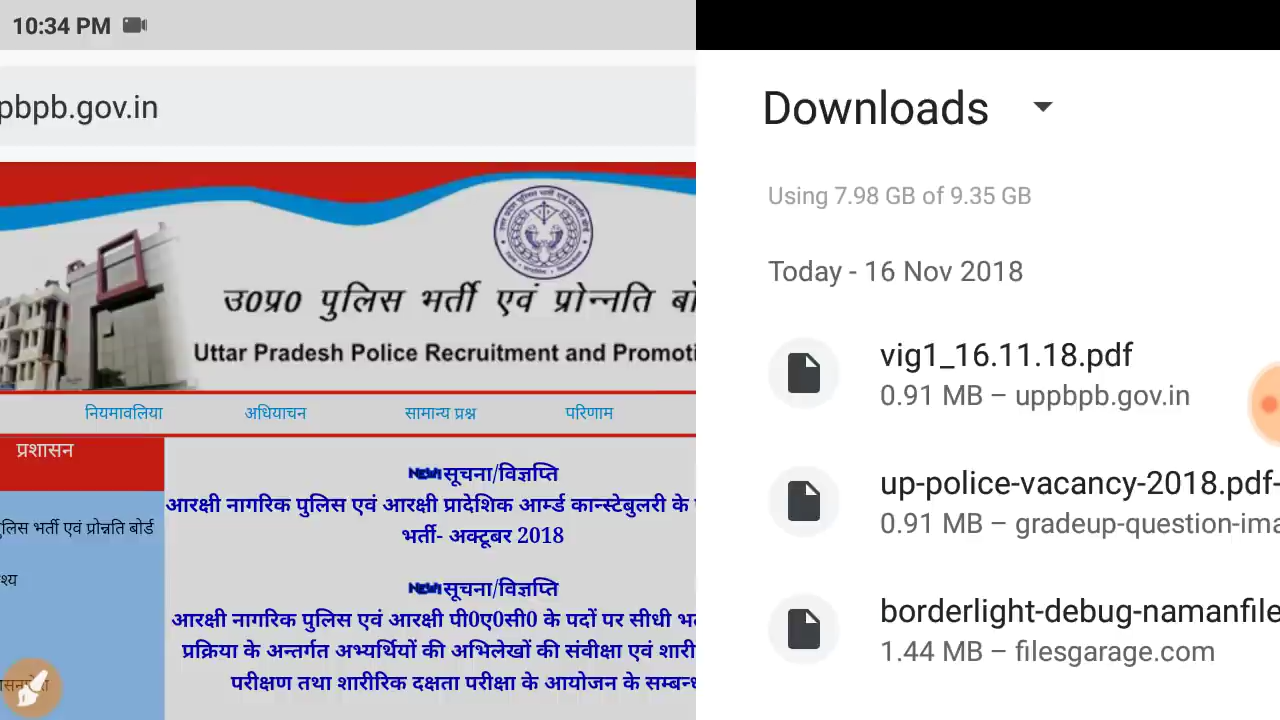 10:34 PM
pbpb.gov.in
उ0प्र0 पुलिस भर्ती एवं प्रोन्नति
Uttar Pradesh Police Recruitment and Promoti
नियमावलिया अधियाचन सामान्य प्रश्न परिणाम
प्रशासन
पुलिस भर्ती एवं प्रोन्नति बोर्ड
श्य
New सूचना/विज्ञप्ति
आरक्षी नागरिक पुलिस एवं आरक्षी प्रादेशिक आर्म्ड कान्स्टेबुलरी के
भर्ती- अक्टूबर 2018
New सूचना/विज्ञप्ति
आरक्षी नागरिक पुलिस एवं आरक्षी पी0ए0सी0 के पदों पर सीधी
प्रक्रिया के अन्तर्गत अभ्यर्थियों की अभिलेखों की संवीक्षा एवं शारी
परीक्षण तथा शारीरिक दक्षता परीक्षा के आयोजन के सम्बन्ध
Downloads
Using 7.98 GB of 9.35 GB
Today - 16 Nov 2018
vig1_16.11.18.pdf
0.91 MB – uppbpb.gov.in
up-police-vacancy-2018.pdf-
0.91 MB – gradeup-question-ima
borderlight-debug-namanfile
1.44 MB – filesgarage.com